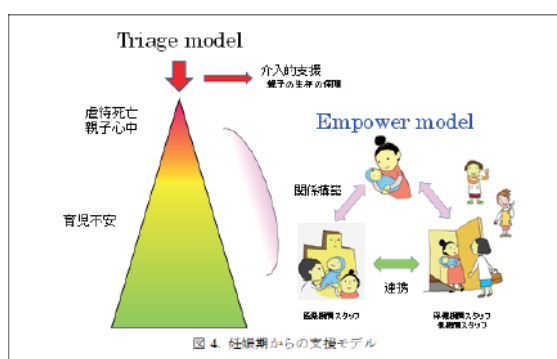 Triage model
介入的支援
親子の生存の保障
虐待死亡
親子心中
Empower model
関係構築
育児不安
連携
医療機関スタッフ
保健機関スタッフ
他機関スタッフ
図 4. 妊娠期からの支援モデル